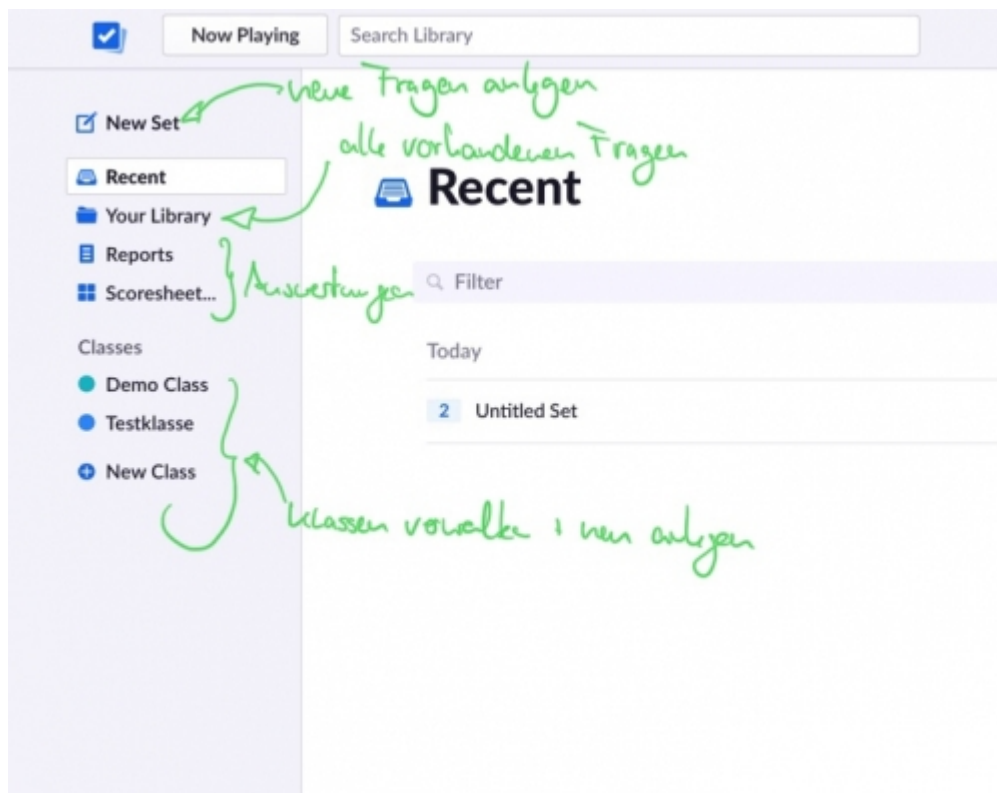 Now Playing
Search Library
neue Fragen anlegen
New Set
alle vorhandenen Fragen
Recent
Recent
Your Library
Reports
Auswertungen
Filter
Scoresheet...
Classes
Today
Demo Class
2 Untitled Set
Testklasse
New Class
Klassen verwalten + neu anlegen